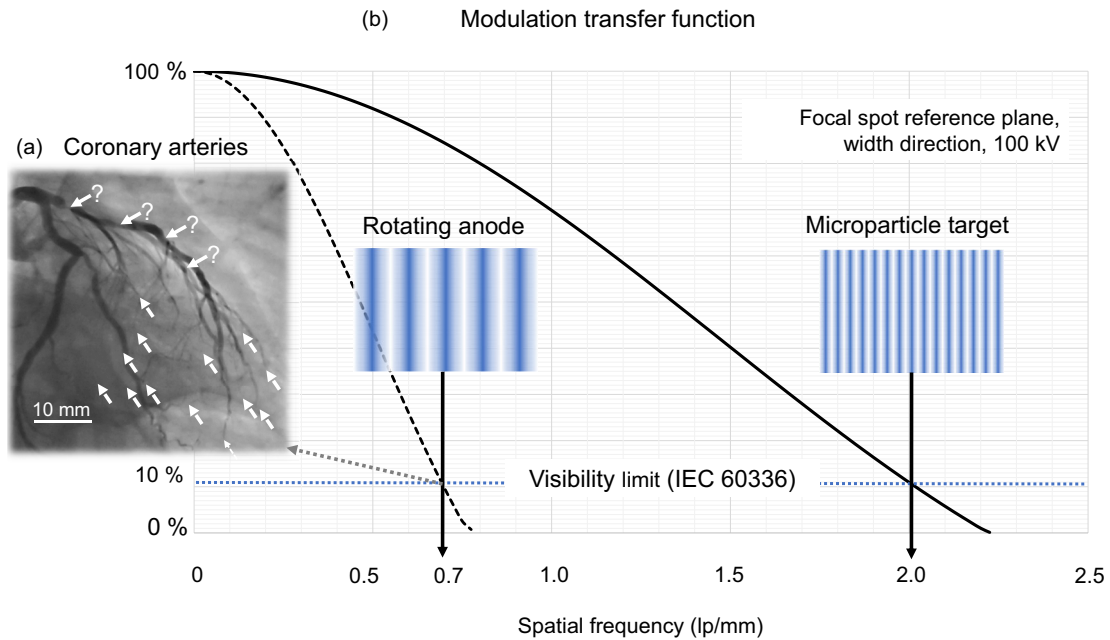 (b) Modulation transfer function
100 %
Focal spot reference plane,
width direction, 100 kV
(a) Coronary arteries
?
?
?
?
Rotating anode
Microparticle target
10 mm
10 %
Visibility limit (IEC 60336)
0 %
0 0.5 0.7 1.0 1.5 2.0 2.5
Spatial frequency (lp/mm)